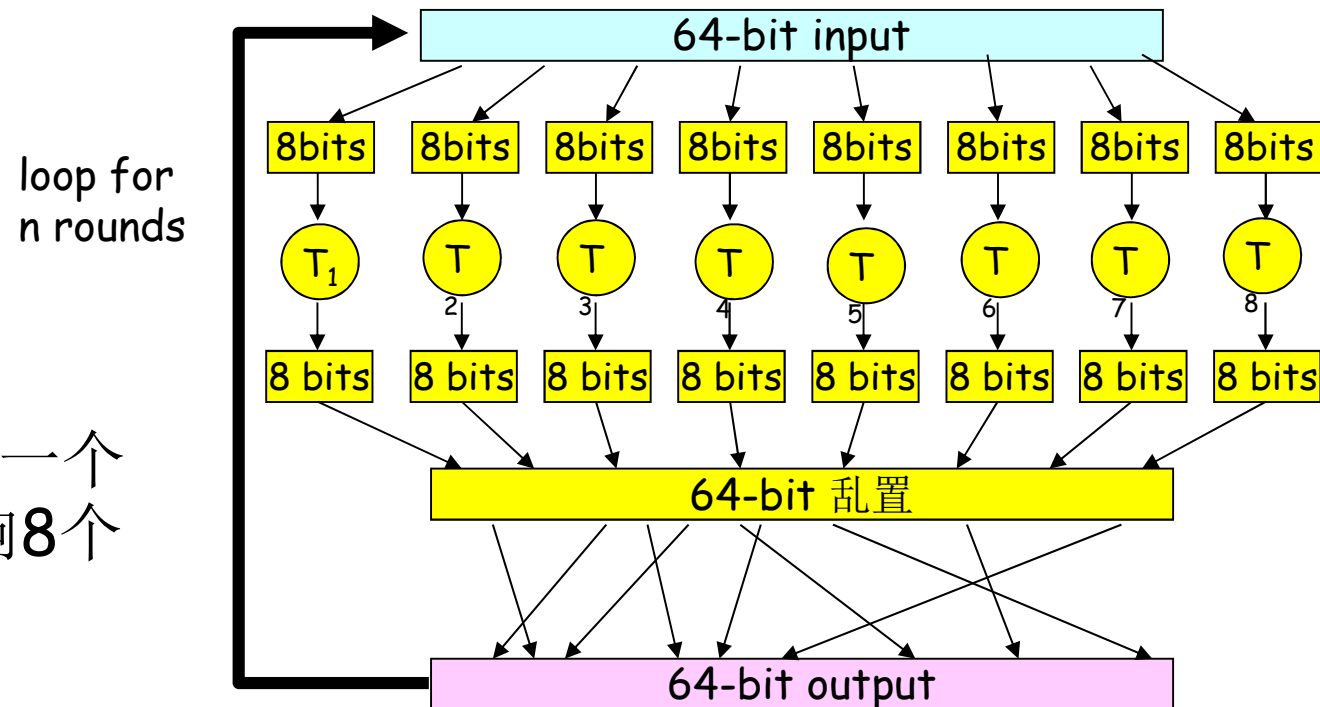 64-bit input
8bits 8bits 8bits 8bits 8bits 8bits 8bits 8bits
loop for
n rounds
T1 T T T T T T T
2 3 4 5 6 7 8
8 bits 8 bits 8 bits 8 bits 8 bits 8 bits 8 bits 8 bits
一个
8个
64-bit 乱置
64-bit output